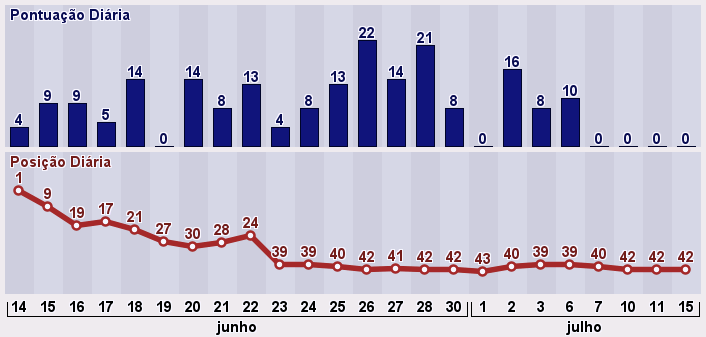 Pontuação Diária
4 9 9 5 14 0 14 8 13 4 8 13 22 14 21 8 0 16 8 10 0 0 0 0
Posição Diária
1 9 19 17 21 27 30 28 24 39 39 40 42 41 42 42 43 40 39 39 40 42 42 42
14 15 16 17 18 19 20 21 22 23 24 25 26 27 28 30 1 2 3 6 7 10 11 15
junho julho